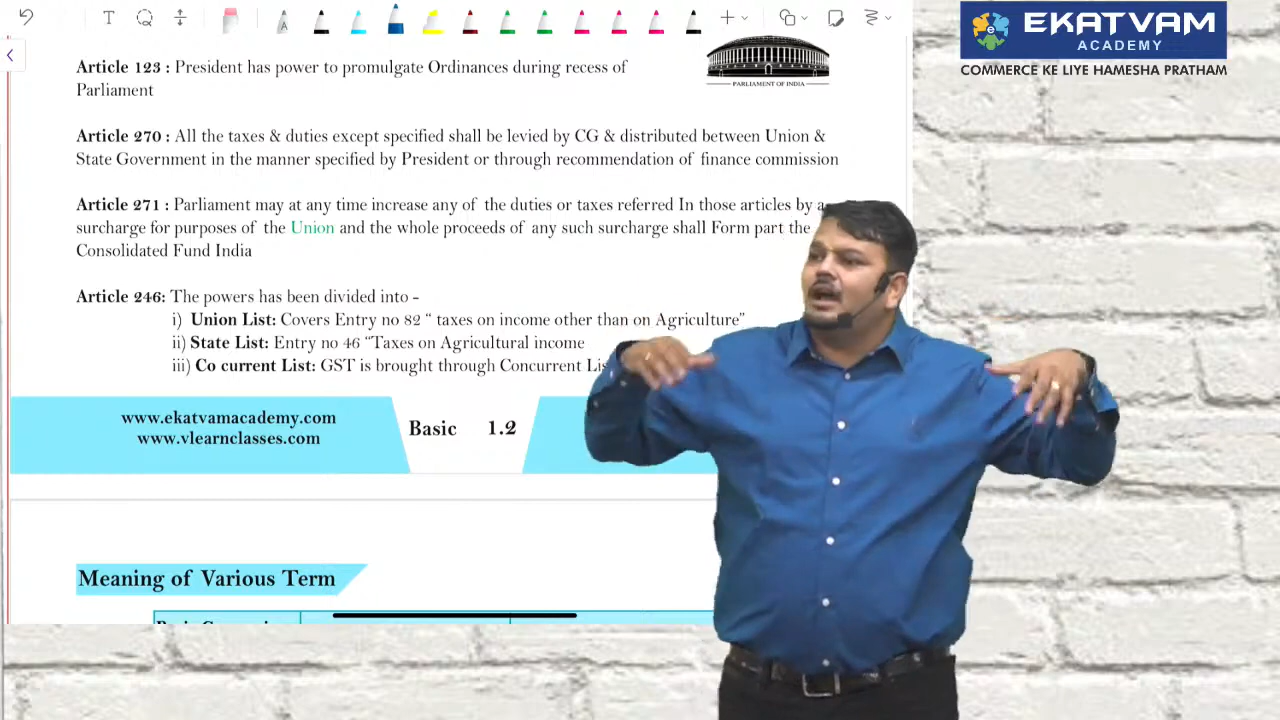 EKATVAM
ACADEMY
COMMERCE KE LIYE HAMESHA PRATHAM
Article 123 : President has power to promulgate Ordinances during recess of
Parliament
PARLIAMENT OF INDIA
Article 270 : All the taxes & duties except specified shall be levied by CG & distributed between Union &
State Government in the manner specified by President or through recommendation of finance commission
Article 271 : Parliament may at any time increase any of the duties or taxes referred In those articles by a
surcharge for purposes of the Union and the whole proceeds of any such surcharge shall Form part the
Consolidated Fund India
Article 246: The powers has been divided into -
i) Union List: Covers Entry no 82 “ taxes on income other than on Agriculture”
ii) State List: Entry no 46 “Taxes on Agricultural income
iii) Co current List: GST is brought through Concurrent
www.ekatvamacademy.com
www.vlearnclasses.com
Basic 1.2
Meaning of Various Term